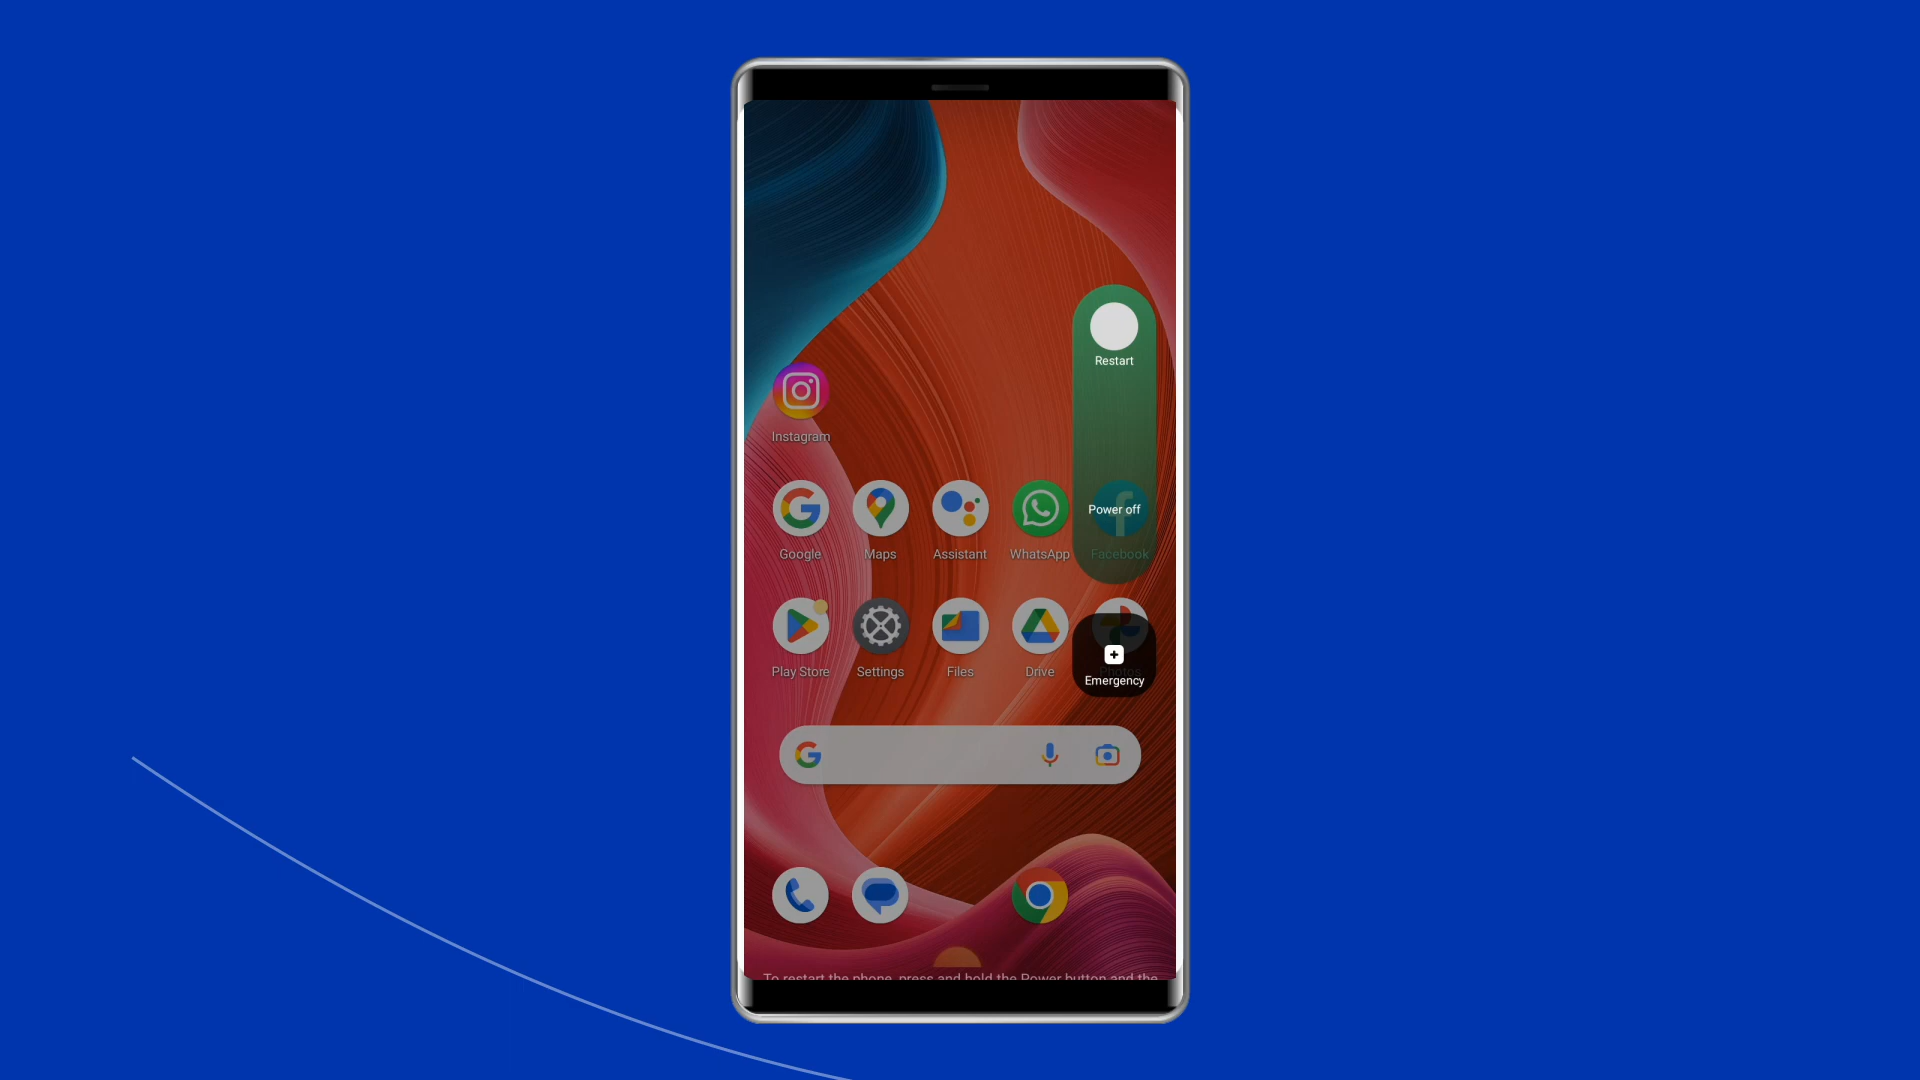 Restart
Instagram
Power off
Google Maps Assistant WhatsApp Facebook
Play Store Settings Files Drive Photos
Emergency
To restart the phone, press and hold the Power button and the